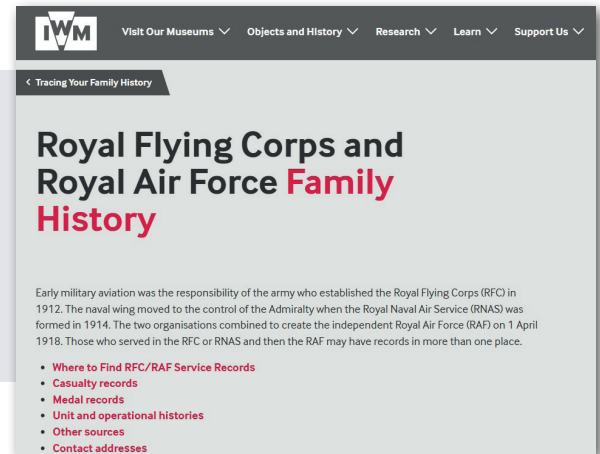 IWM
Visit Our Museums Objects and History Research Learn Support Us
< Tracing Your Family History
Royal Flying Corps and
Royal Air Force Family
History
Early military aviation was the responsibility of the army who established the Royal Flying Corps (RFC) in
1912. The naval wing moved to the control of the Admiralty when the Royal Naval Air Service (RNAS) was
formed in 1914. The two organisations combined to create the independent Royal Air Force (RAF) on 1 April
1918. Those who served in the RFC or RNAS and then the RAF may have records in more than one place.
• Where to Find RFC/RAF Service Records
• Casualty records
• Medal records
• Unit and operational histories
• Other sources
• Contact addresses